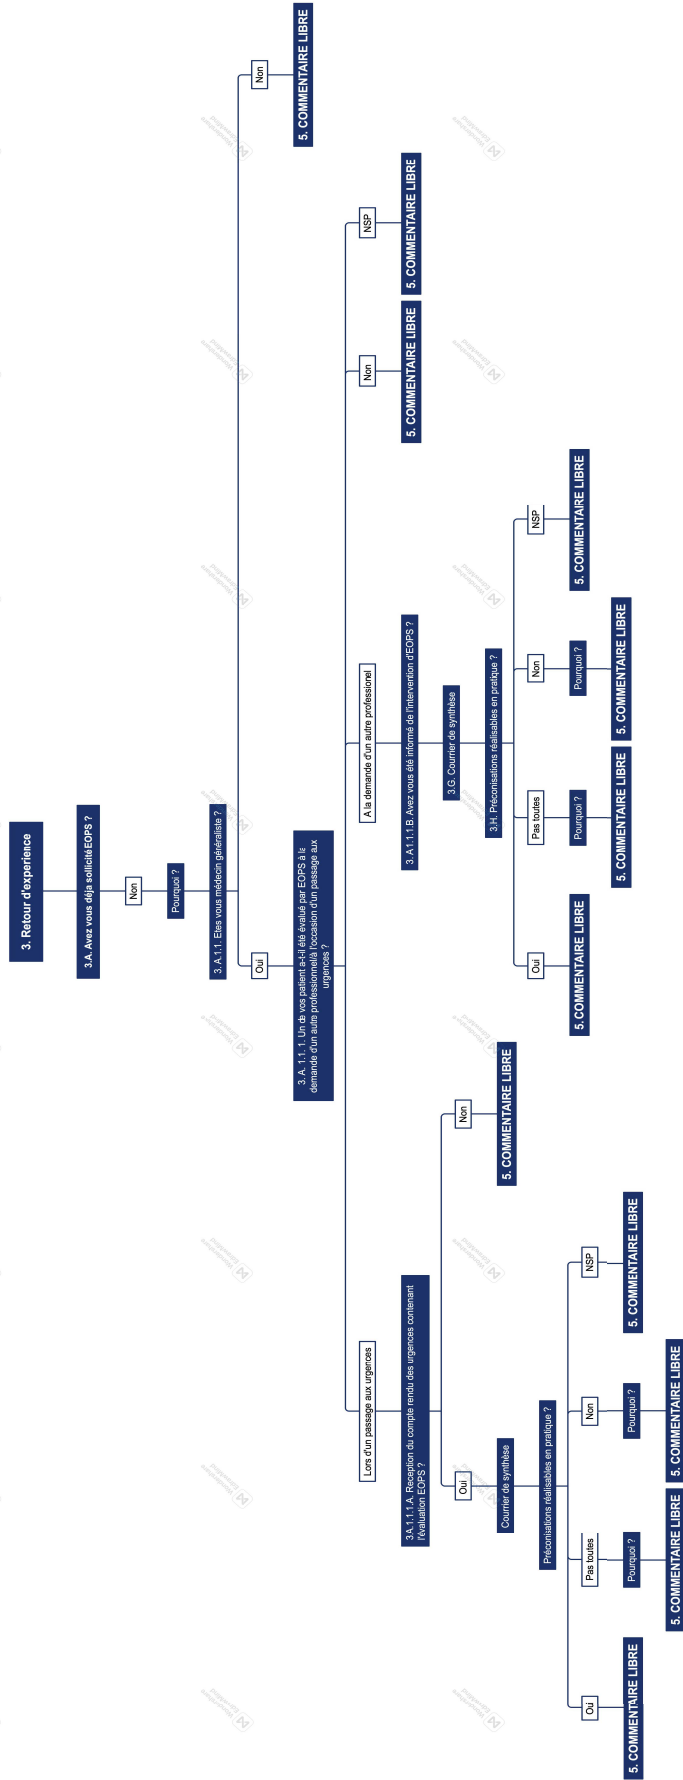 3. Retour d'experience
3.A. Avez vous déja sollicité EOPS ?
Non
Pourquoi ?
3. A.1.1. Etes vous médecin généraliste ?
Oui
Non
3. A. 1.1. 1. Un de vos patient a-t-il été évalué par EOPS à la
demande d'un autre professionnel/à l'occasion d'un passage aux
urgences ?
5. COMMENTAIRE LIBRE
Lors d'un passage aux urgences
A la demande d'un autre professionel
Non
NSP
3.A.1.1.1.A. Reception du compte rendu des urgences contenant
l'évaluation EOPS ?
3. A.1.1.1.B. Avez vous été informé de l'intervention d'EOPS ?
5. COMMENTAIRE LIBRE
5. COMMENTAIRE LIBRE
Oui
Non
3.G. Courrier de synthèse
Courrier de synthèse
5. COMMENTAIRE LIBRE
3.H. Préconisations réalisables en pratique ?
Préconisations réalisables en pratique ?
Oui
Pas toutes
Non
NSP
5. COMMENTAIRE LIBRE
Pourquoi ?
Pourquoi ?
5. COMMENTAIRE LIBRE
5. COMMENTAIRE LIBRE
5. COMMENTAIRE LIBRE
Oui
Pas toutes
Non
NSP
5. COMMENTAIRE LIBRE
Pourquoi ?
Pourquoi ?
5. COMMENTAIRE LIBRE
5. COMMENTAIRE LIBRE
5. COMMENTAIRE LIBRE
Wondershare
EdrawMind